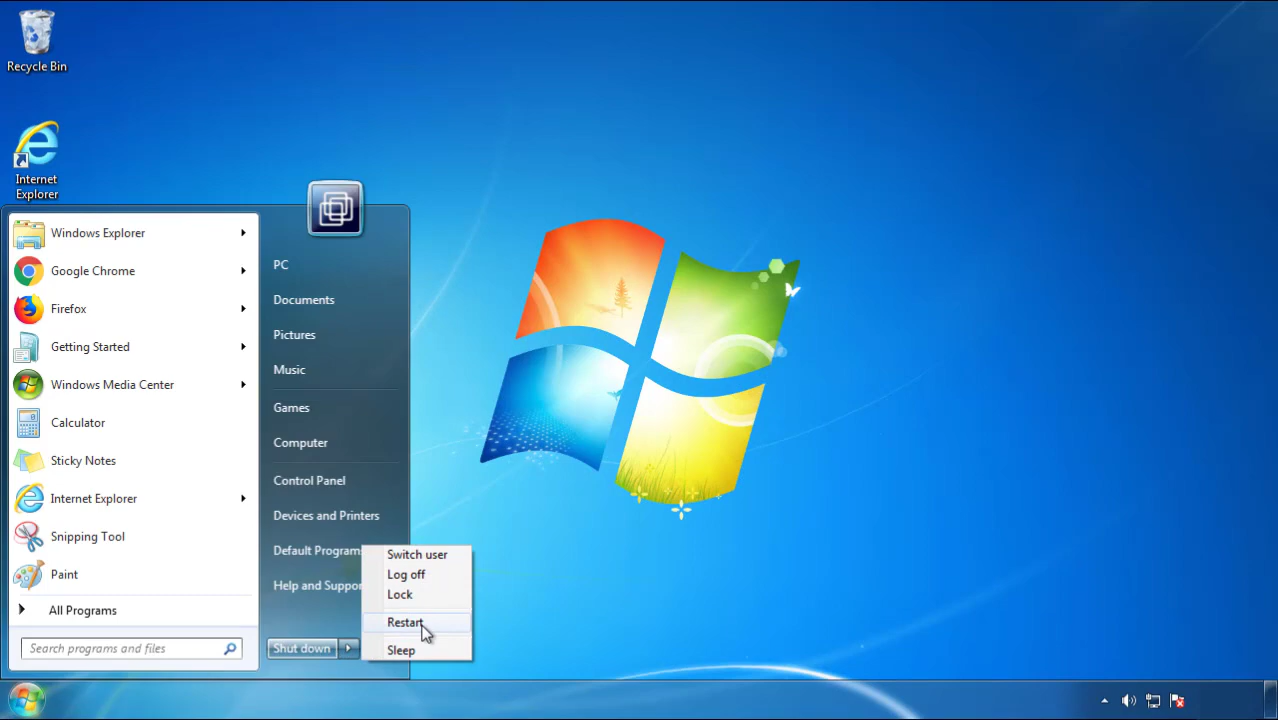 Recycle Bin
Internet
Explorer
Windows Explorer
Google Chrome
Firefox
Getting Started
Windows Media Center
Calculator
Sticky Notes
Internet Explorer
Snipping Tool
Paint
All Programs
Search programs and files
PC
Documents
Pictures
Music
Games
Computer
Control Panel
Devices and Printers
Default Program
Help and Suppor
Shut down
Switch user
Log off
Lock
Restart
Sleep